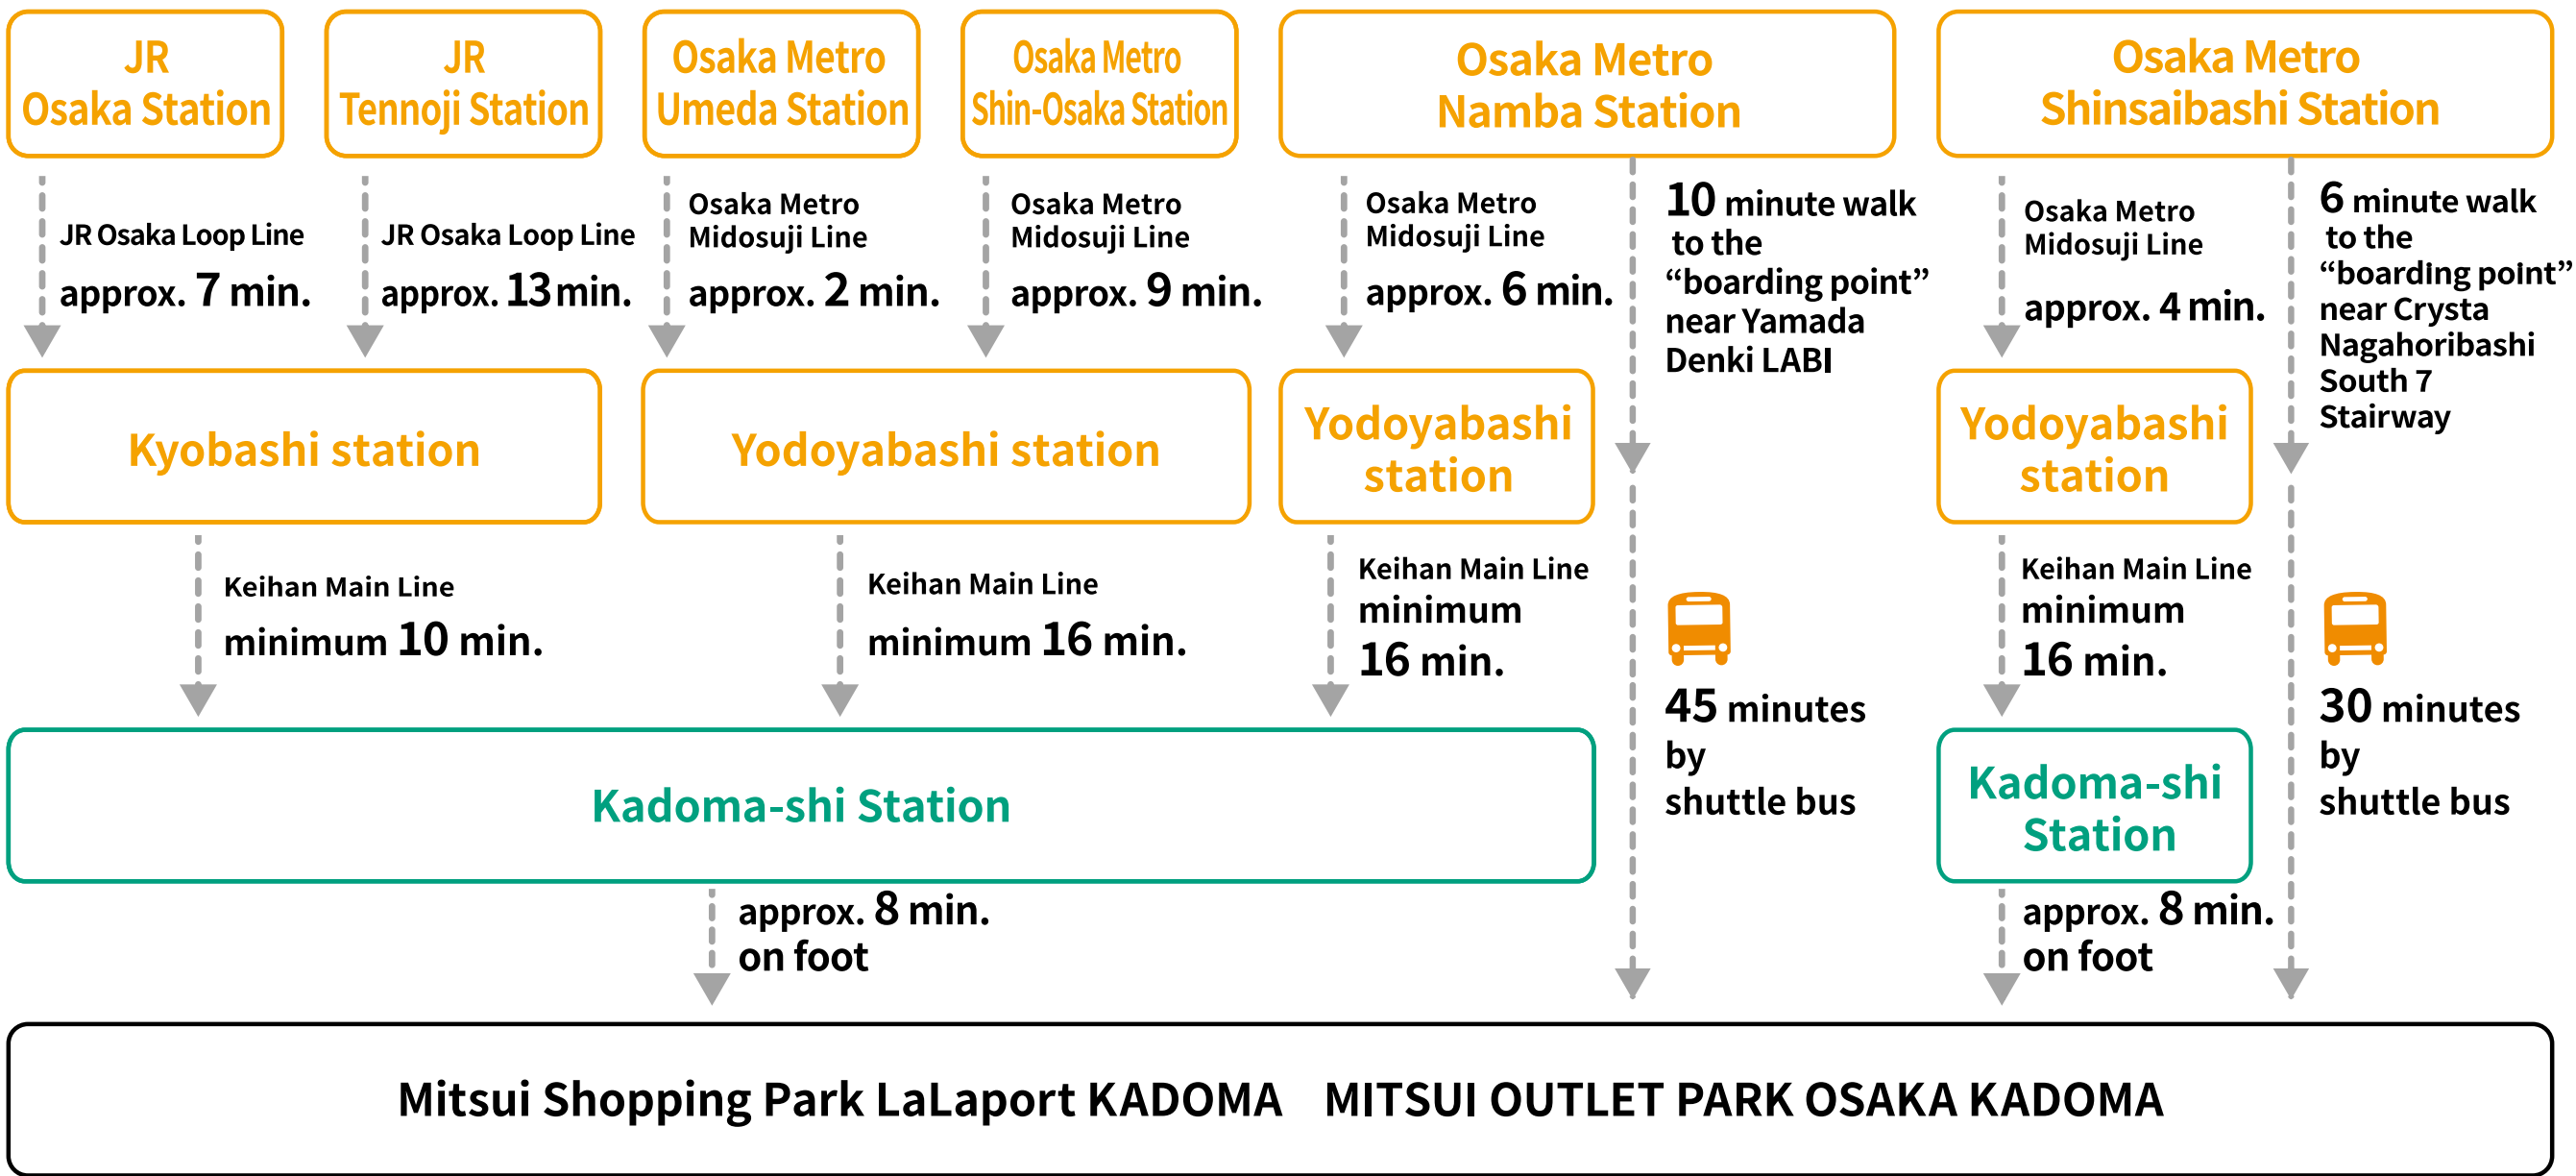 JR
Osaka Station
JR
Tennoji Station
Osaka Metro
Umeda Station
Osaka Metro
Shin-Osaka Station
Osaka Metro
Namba Station
Osaka Metro
Shinsaibashi Station
JR Osaka Loop Line
approx. 7 min.
JR Osaka Loop Line
approx. 13 min.
Osaka Metro
Midosuji Line
approx. 2 min.
Osaka Metro
Midosuji Line
approx. 9 min.
Osaka Metro
Midosuji Line
approx. 6 min.
10 minute walk
to the
“boarding point”
near Yamada
Denki LABI
Osaka Metro
Midosuji Line
approx. 4 min.
6 minute walk
to the
“boarding point”
near Crysta
Nagahoribashi
South 7
Stairway
Kyobashi station
Yodoyabashi station
Yodoyabashi
station
Yodoyabashi
station
Keihan Main Line
minimum 10 min.
Keihan Main Line
minimum 16 min.
Keihan Main Line
minimum
16 min.
45 minutes
by
shuttle bus
Keihan Main Line
minimum
16 min.
30 minutes
by
shuttle bus
Kadoma-shi Station
Kadoma-shi
Station
approx. 8 min.
on foot
approx. 8 min.
on foot
Mitsui Shopping Park LaLaport KADOMA MITSUI OUTLET PARK OSAKA KADOMA